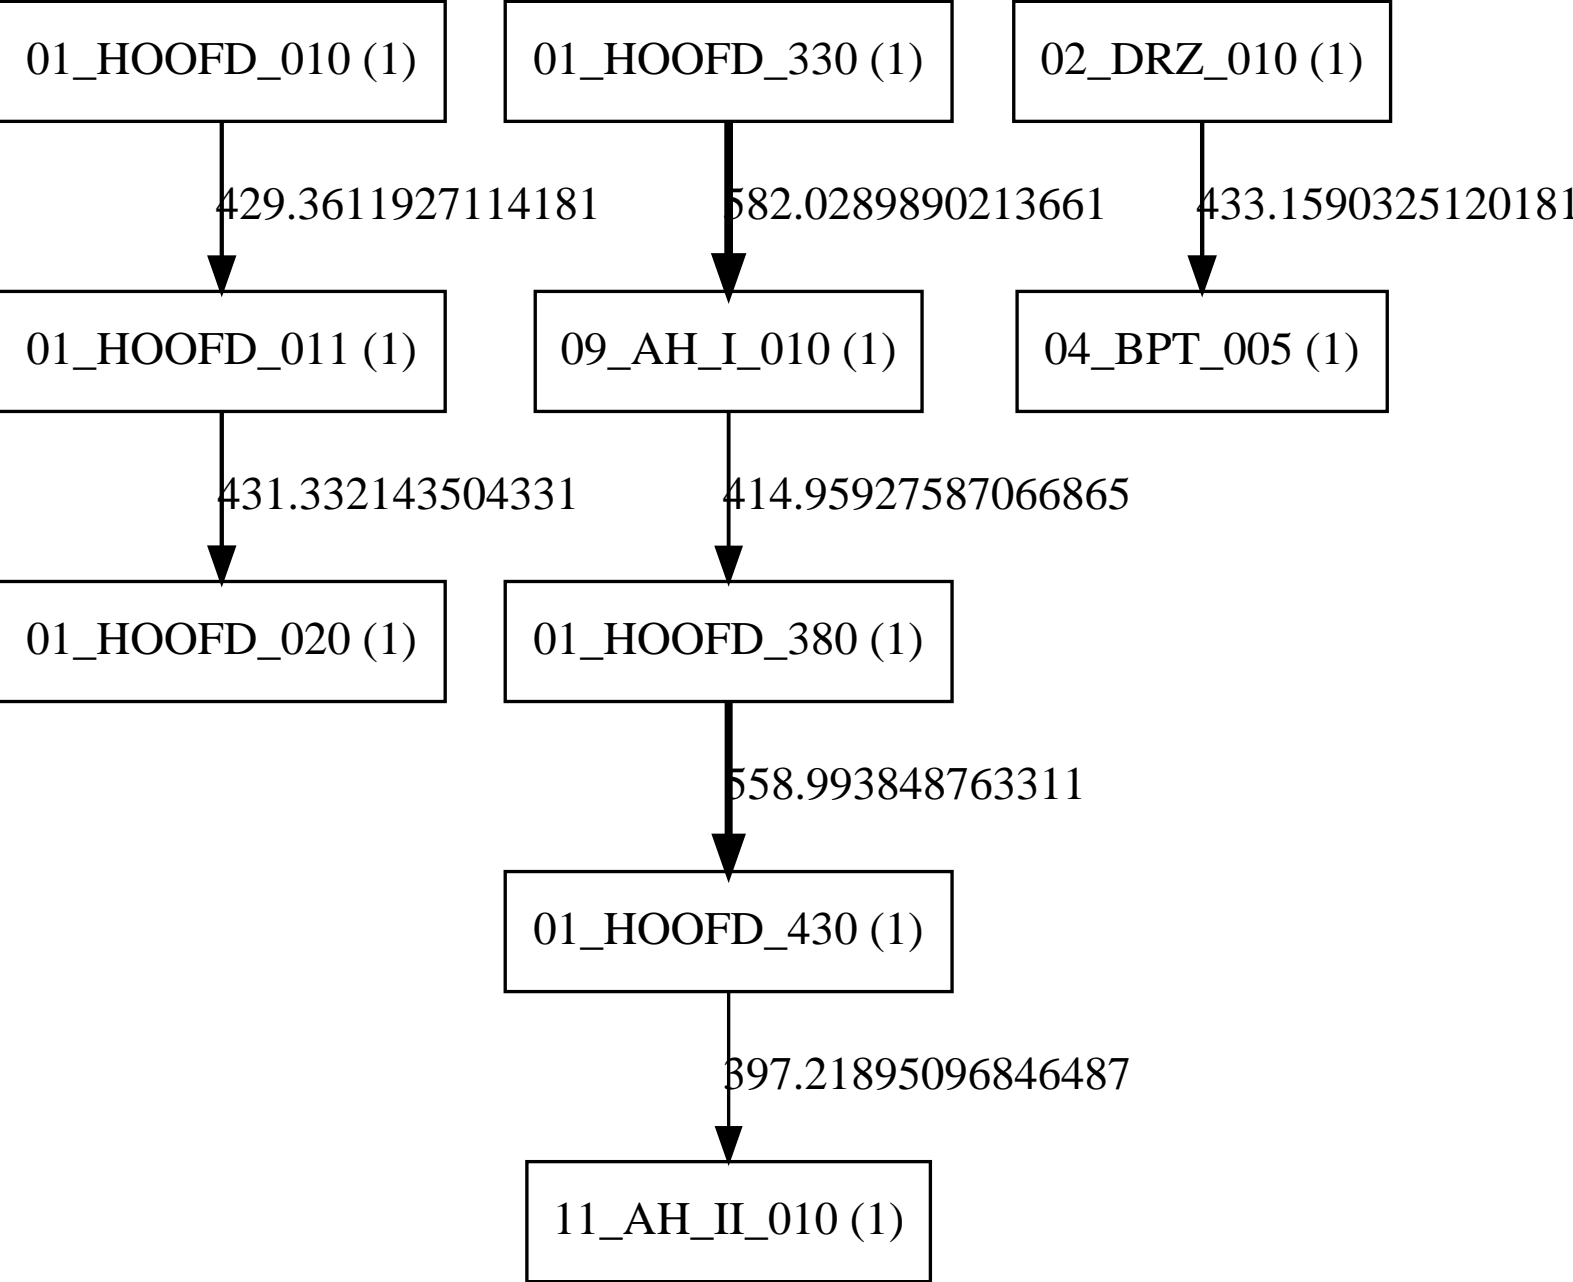 01_HOOFD_010 (1)
01_HOOFD_330 (1)
02_DRZ_010 (1)
429.3611927114181
582.0289890213661
433.1590325120181
01_HOOFD_011 (1)
09_AH_I_010 (1)
04_BPT_005 (1)
431.332143504331
414.95927587066865
01_HOOFD_020 (1)
01_HOOFD_380 (1)
558.993848763311
01_HOOFD_430 (1)
397.21895096846487
11_AH_II_010 (1)